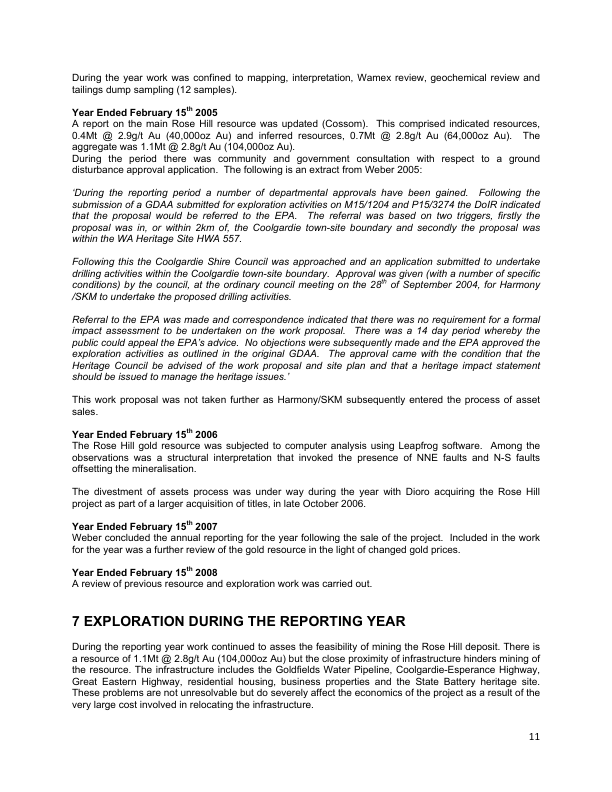 During the year work was confined to mapping, interpretation, Wamex review, geochemical review and
tailings dump sampling (12 samples).
Year Ended February 15th 2005
A report on the main Rose Hill resource was updated (Cossom). This comprised indicated resources,
0.4Mt @ 2.9g/t Au (40,000oz Au) and inferred resources, 0.7Mt @ 2.8g/t Au (64,000oz Au). The
aggregate was 1.1Mt @ 2.8g/t Au (104,000oz Au).
During the period there was community and government consultation with respect to a ground
disturbance approval application. The following is an extract from Weber 2005:
‘During the reporting period a number of departmental approvals have been gained. Following the
submission of a GDAA submitted for exploration activities on M15/1204 and P15/3274 the DoIR indicated
that the proposal would be referred to the EPA. The referral was based on two triggers, firstly the
proposal was in, or within 2km of, the Coolgardie town-site boundary and secondly the proposal was
within the WA Heritage Site HWA 557.
Following this the Coolgardie Shire Council was approached and an application submitted to undertake
drilling activities within the Coolgardie town-site boundary. Approval was given (with a number of specific
conditions) by the council, at the ordinary council meeting on the 28th of September 2004, for Harmony
/SKM to undertake the proposed drilling activities.
Referral to the EPA was made and correspondence indicated that there was no requirement for a formal
impact assessment to be undertaken on the work proposal. There was a 14 day period whereby the
public could appeal the EPA’s advice. No objections were subsequently made and the EPA approved the
exploration activities as outlined in the original GDAA. The approval came with the condition that the
Heritage Council be advised of the work proposal and site plan and that a heritage impact statement
should be issued to manage the heritage issues.’
This work proposal was not taken further as Harmony/SKM subsequently entered the process of asset
sales.
Year Ended February 15th 2006
The Rose Hill gold resource was subjected to computer analysis using Leapfrog software. Among the
observations was a structural interpretation that invoked the presence of NNE faults and N-S faults
offsetting the mineralisation.
The divestment of assets process was under way during the year with Dioro acquiring the Rose Hill
project as part of a larger acquisition of titles, in late October 2006.
Year Ended February 15th 2007
Weber concluded the annual reporting for the year following the sale of the project. Included in the work
for the year was a further review of the gold resource in the light of changed gold prices.
Year Ended February 15th 2008
A review of previous resource and exploration work was carried out.
7 EXPLORATION DURING THE REPORTING YEAR
During the reporting year work continued to asses the feasibility of mining the Rose Hill deposit. There is
a resource of 1.1Mt @ 2.8g/t Au (104,000oz Au) but the close proximity of infrastructure hinders mining of
the resource. The infrastructure includes the Goldfields Water Pipeline, Coolgardie-Esperance Highway,
Great Eastern Highway, residential housing, business properties and the State Battery heritage site.
These problems are not unresolvable but do severely affect the economics of the project as a result of the
very large cost involved in relocating the infrastructure.
11